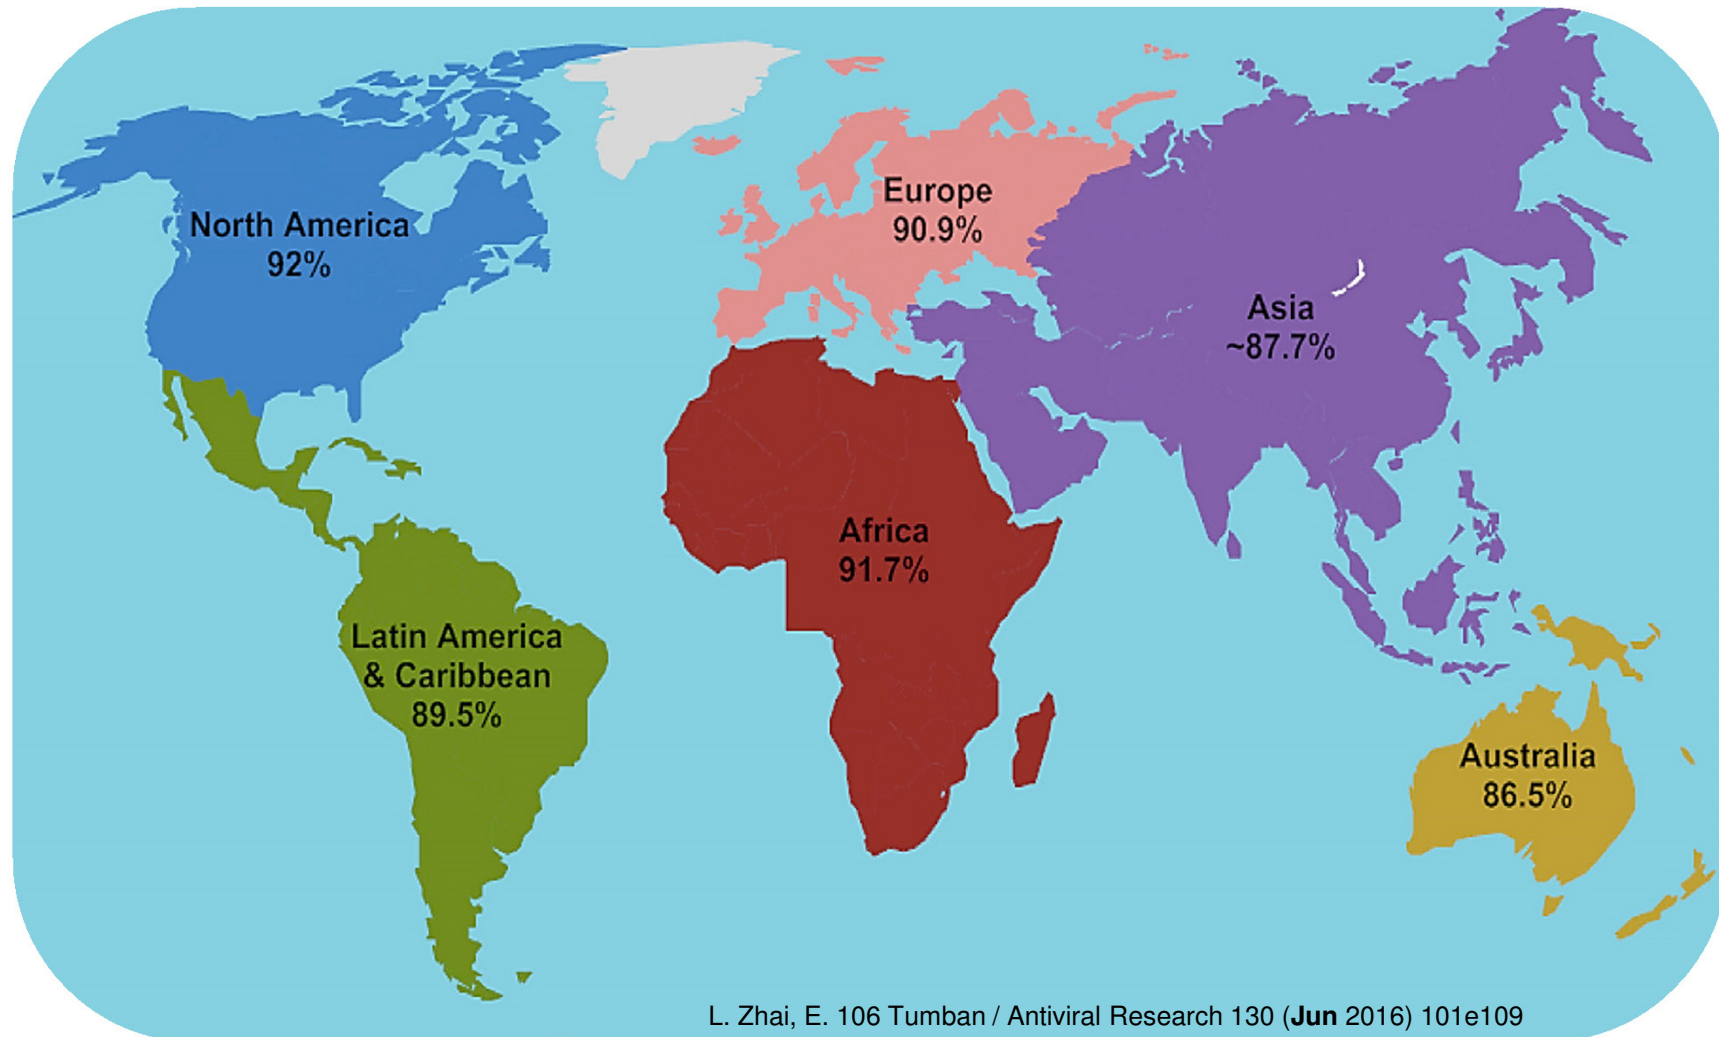 North America
92%
Europe
90.9%
Asia
~87.7%
Africa
91.7%
Latin America
& Caribbean
89.5%
Australia
86.5%
L. Zhai, E. 106 Tumban / Antiviral Research 130 (Jun 2016) 101e109